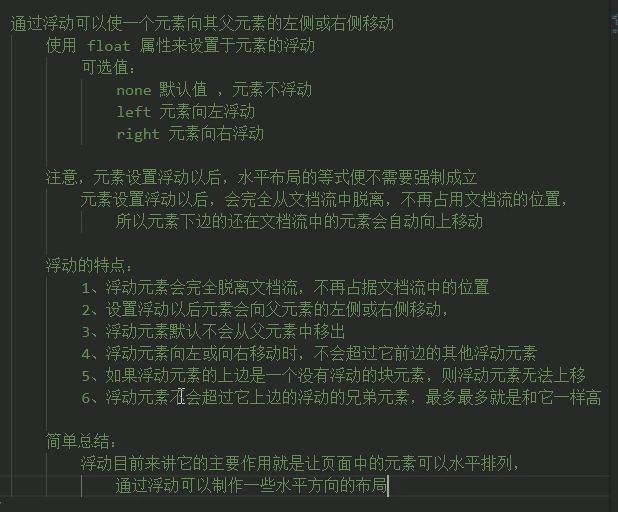 通过浮动可以使一个元素向其父元素的左侧或右侧移动
使用 float 属性来设置于元素的浮动
可选值：
none 默认值 ，元素不浮动
left 元素向左浮动
right 元素向右浮动
注意，元素设置浮动以后，水平布局的等式便不需要强制成立
元素设置浮动以后，会完全从文档流中脱离，不再占用文档流的位置，
所以元素下边的还在文档流中的元素会自动向上移动
浮动的特点：
1、浮动元素会完全脱离文档流，不再占据文档流中的位置
2、设置浮动以后元素会向父元素的左侧或右侧移动，
3、浮动元素默认不会从父元素中移出
4、浮动元素向左或向右移动时，不会超过它前边的其他浮动元素
5、如果浮动元素的上边是一个没有浮动的块元素，则浮动元素无法上移
6、浮动元素不会超过它上边的浮动的兄弟元素，最多最多就是和它一样高
简单总结：
浮动目前来讲它的主要作用就是让页面中的元素可以水平排列，
通过浮动可以制作一些水平方向的布局